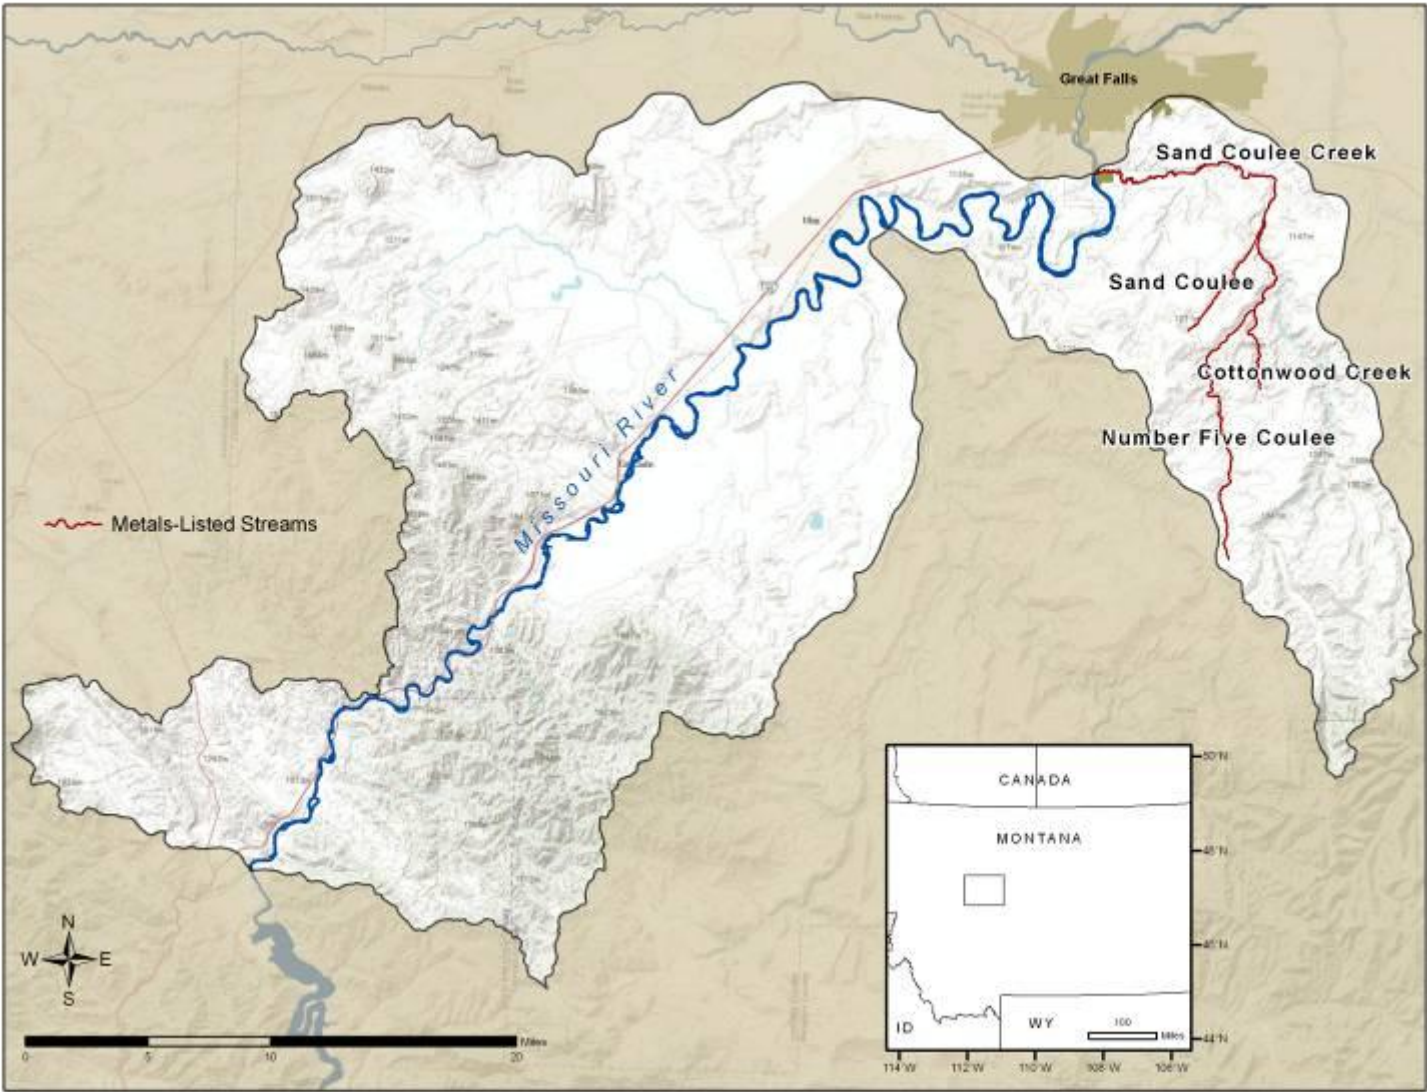 Great Falls
Sand Coulee Creek
Sand Coulee
Cottonwood Creek
Number Five Coulee
Missouri River
Metals-Listed Streams
N
W E
S
0 5 10 20 Miles
CANADA
MONTANA
ID
WY
100
Miles
50°N
48°N
46°N
44°N
114°W 112°W 110°W 108°W 106°W